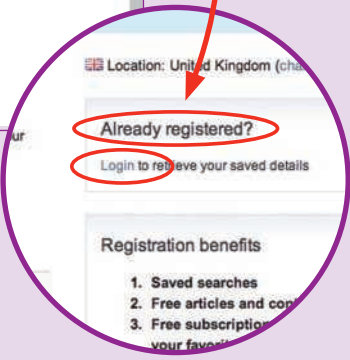 Location: United Kingdom
Already registered?
Login to retrieve your saved details
Registration benefits
1. Saved searches
2. Free articles and
3. Free subscription
your